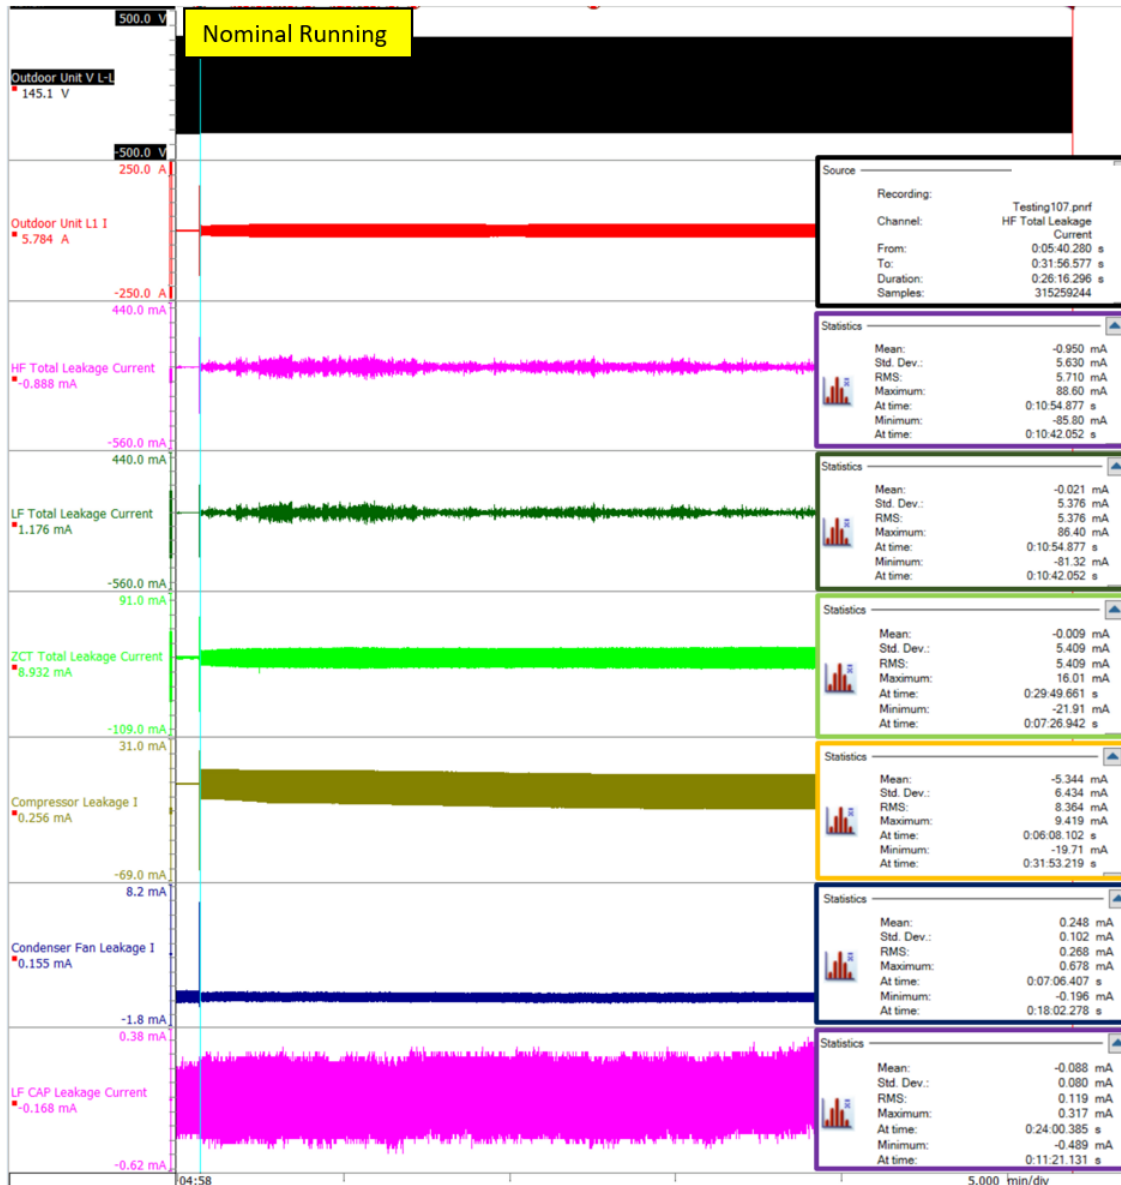 500.0 V
Nominal Running
Outdoor Unit V L-L
145.1 V
-500.0 V
250.0 A
Outdoor Unit L1 I
5.784 A
-250.0 A
Source
Recording:
Testing107.pnrf
Channel: HF Total Leakage
Current
From: 0:05:40.280 s
To: 0:31:56.577 s
Duration: 0:26:16.296 s
Samples: 315259244
440.0 mA
HF Total Leakage Current
-0.888 mA
-560.0 mA
Statistics
Mean: -0.950 mA
Std. Dev.: 5.630 mA
RMS: 5.710 mA
Maximum: 88.60 mA
At time: 0:10:54.877 s
Minimum: -85.80 mA
At time: 0:10:42.052 s
440.0 mA
LF Total Leakage Current
1.176 mA
-560.0 mA
Statistics
Mean: -0.021 mA
Std. Dev.: 5.376 mA
RMS: 5.376 mA
Maximum: 86.40 mA
At time: 0:10:54.877 s
Minimum: -81.32 mA
At time: 0:10:42.052 s
91.0 mA
ZCT Total Leakage Current
8.932 mA
-109.0 mA
Statistics
Mean: -0.009 mA
Std. Dev.: 5.409 mA
RMS: 5.409 mA
Maximum: 16.01 mA
At time: 0:29:49.661 s
Minimum: -21.91 mA
At time: 0:07:26.942 s
31.0 mA
Compressor Leakage I
0.256 mA
-69.0 mA
Statistics
Mean: -5.344 mA
Std. Dev.: 6.434 mA
RMS: 8.364 mA
Maximum: 9.419 mA
At time: 0:06:08.102 s
Minimum: -19.71 mA
At time: 0:31:53.219 s
8.2 mA
Condenser Fan Leakage I
0.155 mA
-1.8 mA
Statistics
Mean: 0.248 mA
Std. Dev.: 0.102 mA
RMS: 0.268 mA
Maximum: 0.678 mA
At time: 0:07:06.407 s
Minimum: -0.196 mA
At time: 0:18:02.278 s
0.38 mA
LF CAP Leakage Current
-0.168 mA
-0.62 mA
Statistics
Mean: -0.088 mA
Std. Dev.: 0.080 mA
RMS: 0.119 mA
Maximum: 0.317 mA
At time: 0:24:00.385 s
Minimum: -0.489 mA
At time: 0:11:21.131 s
04:58
5.000 min/div